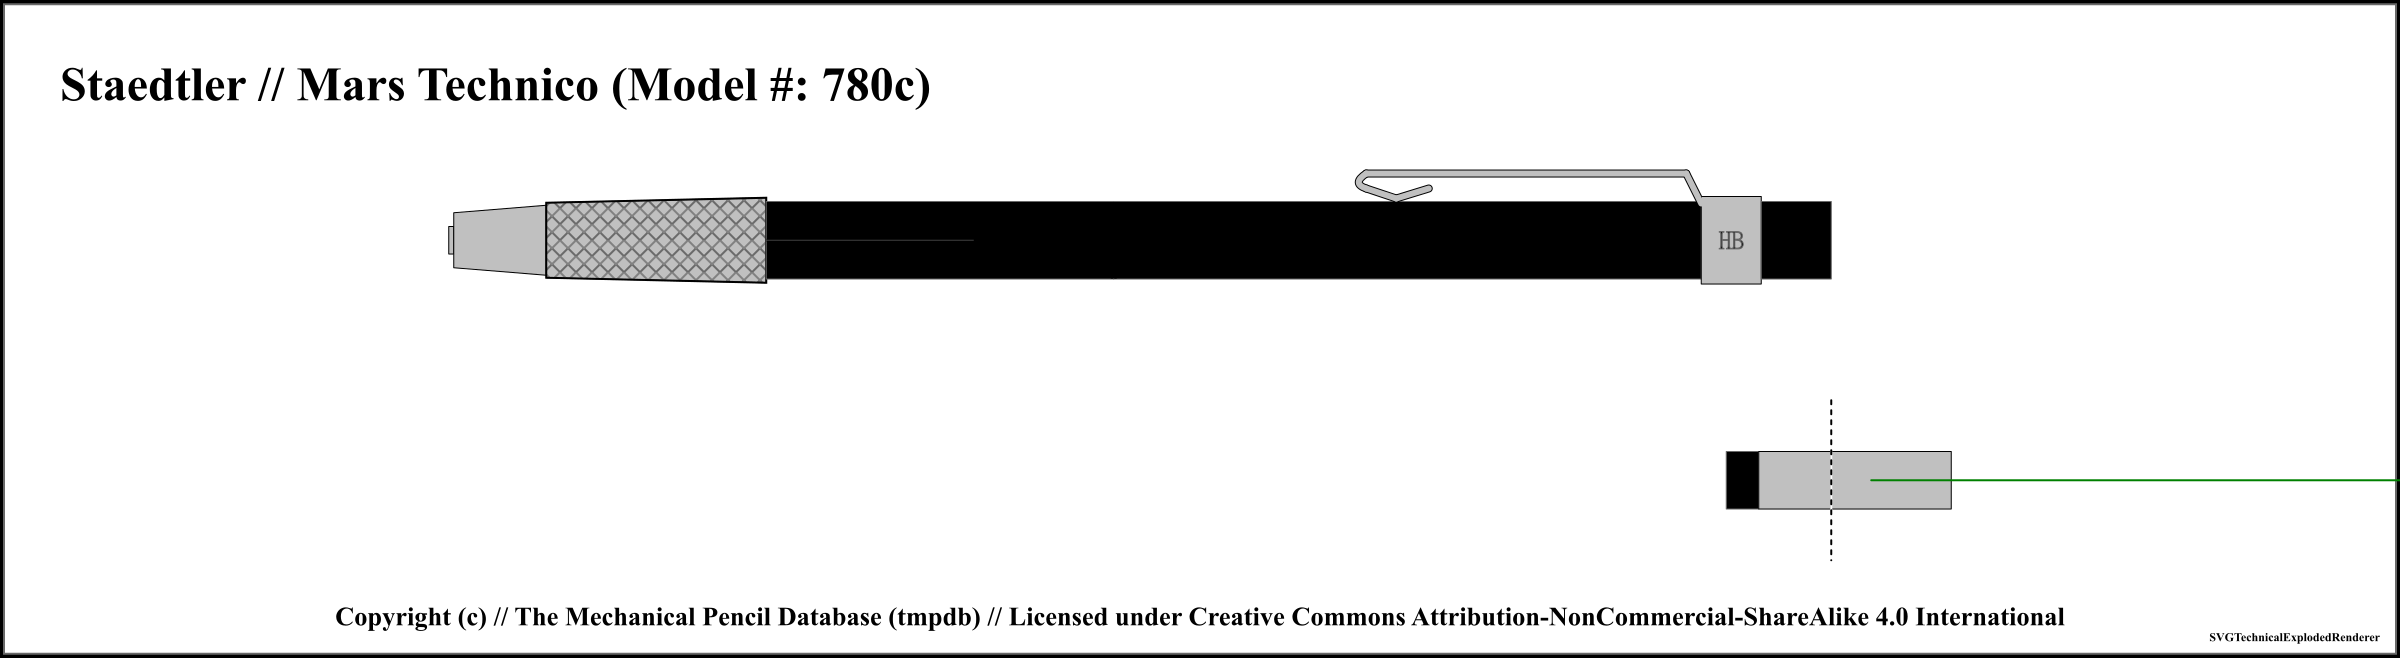 Staedtler // Mars Technico (Model #: 780c)
HB
Copyright (c) // The Mechanical Pencil Database (tmpdb) // Licensed under Creative Commons Attribution-NonCommercial-ShareAlike 4.0 International
SVGTechnicalExplodedRenderer